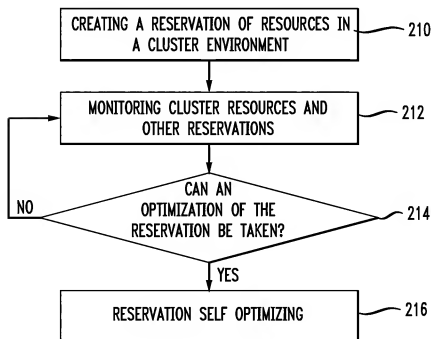 CREATING A RESERVATION OF RESOURCES IN
A CLUSTER ENVIRONMENT
210
MONITORING CLUSTER RESOURCES AND
OTHER RESERVATIONS
212
CAN AN
OPTIMIZATION OF THE
RESERVATION BE TAKEN?
214
NO
YES
RESERVATION SELF OPTIMIZING
216